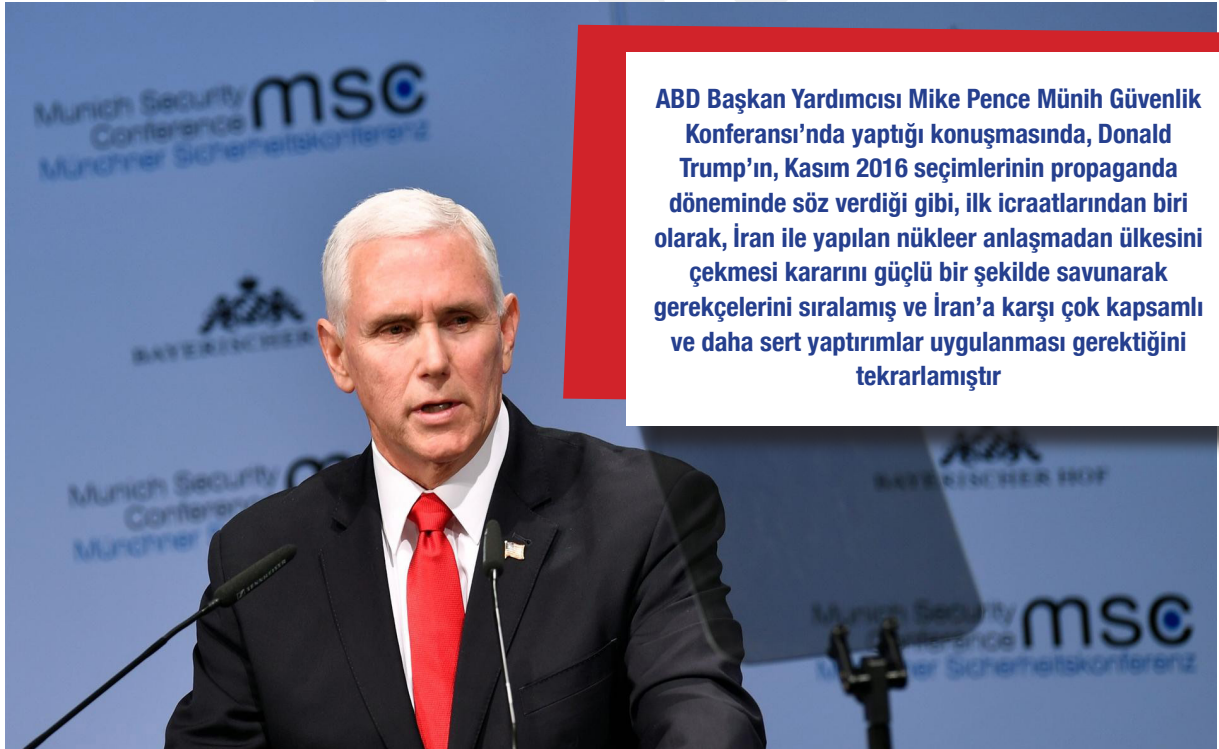 Munich Security
Conference
Münchner Sicherheitskonferenz
msc
ABD Başkan Yardımcısı Mike Pence Münih Güvenlik
Konferansı’nda yaptığı konuşmasında, Donald
Trump’ın, Kasım 2016 seçimlerinin propaganda
döneminde söz verdiği gibi, ilk icraatlarından biri
olarak, İran ile yapılan nükleer anlaşmadan ülkesini
çekmesi kararını güçlü bir şekilde savunarak
gerekçelerini sıralamış ve İran’a karşı çok kapsamlı
ve daha sert yaptırımlar uygulanması gerektiğini
tekrarlamıştır
BAYERISCHER
Munich Security
Münchner
BAYERISCHER HOF
Munich Security
Conference
Sicherheitskonferenz
msc